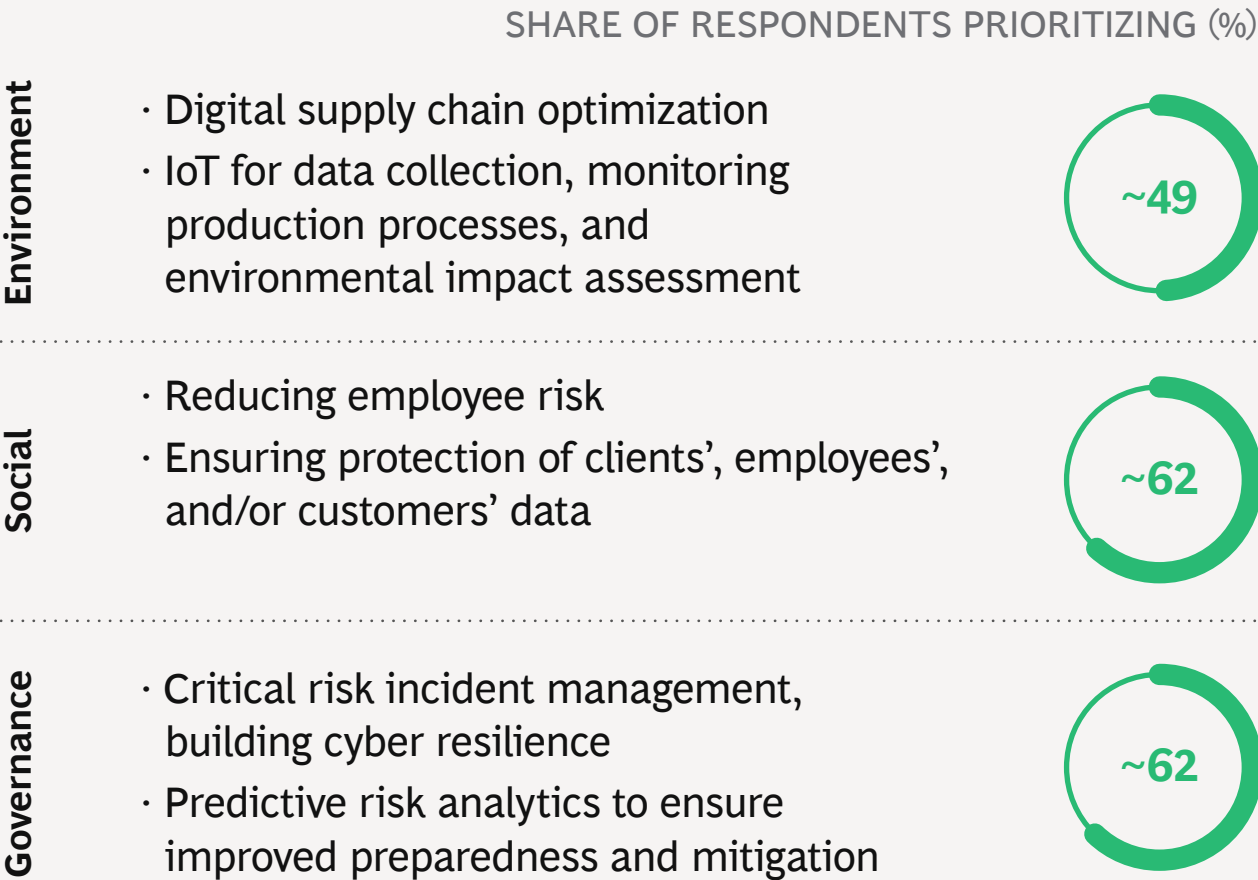 SHARE OF RESPONDENTS PRIORITIZING (%)
Environment
· Digital supply chain optimization
· IoT for data collection, monitoring
production processes, and
environmental impact assessment
~49
Social
· Reducing employee risk
· Ensuring protection of clients’, employees’,
and/or customers’ data
~62
Governance
· Critical risk incident management,
building cyber resilience
· Predictive risk analytics to ensure
improved preparedness and mitigation
~62